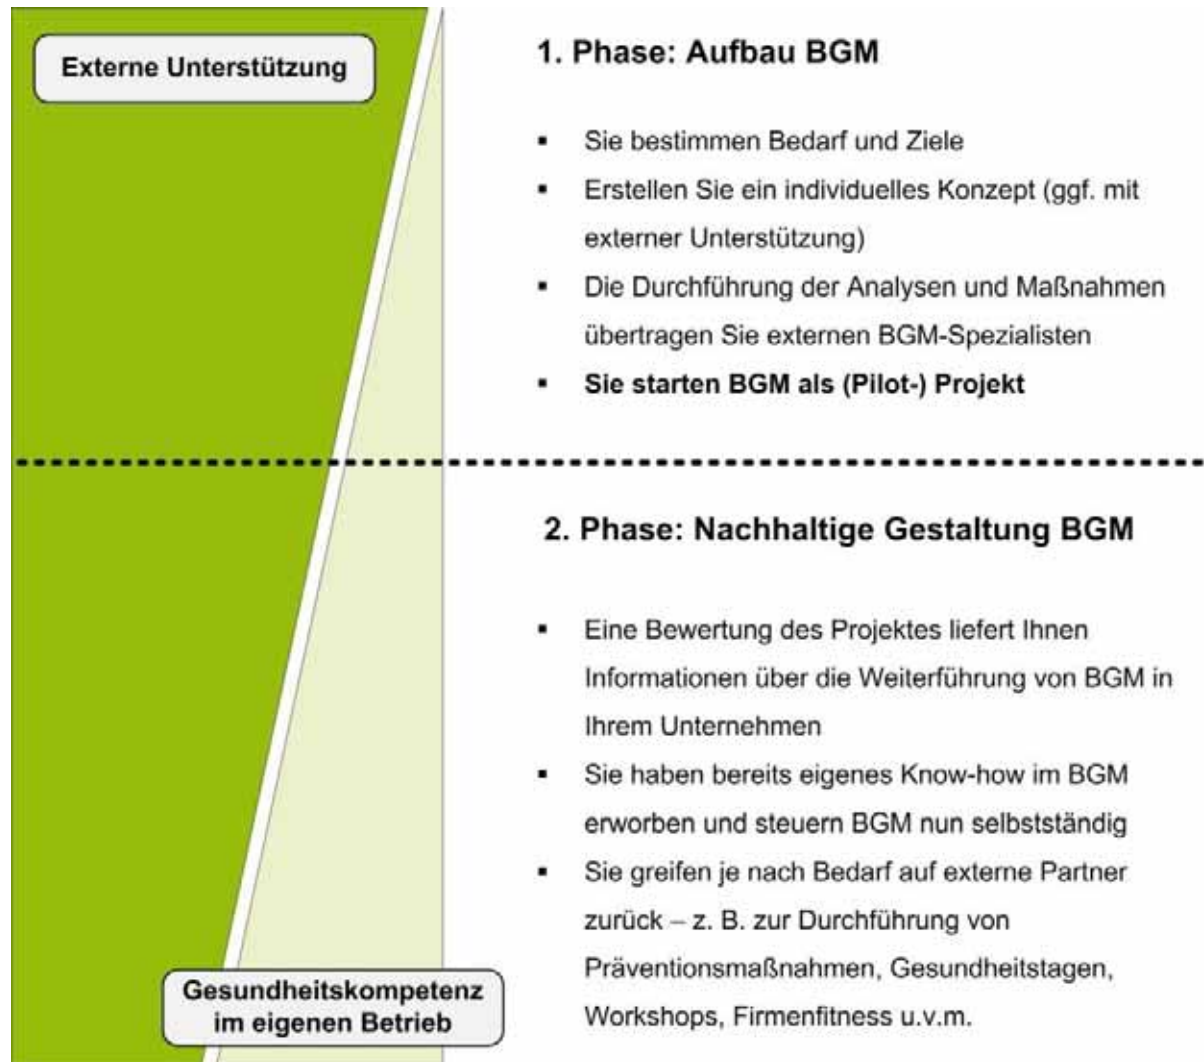 Externe Unterstützung
1. Phase: Aufbau BGM
▪ Sie bestimmen Bedarf und Ziele
▪ Erstellen Sie ein individuelles Konzept (ggf. mit
externer Unterstützung)
▪ Die Durchführung der Analysen und Maßnahmen
übertragen Sie externen BGM-Spezialisten
▪ Sie starten BGM als (Pilot-) Projekt
2. Phase: Nachhaltige Gestaltung BGM
▪ Eine Bewertung des Projektes liefert Ihnen
Informationen über die Weiterführung von BGM in
Ihrem Unternehmen
▪ Sie haben bereits eigenes Know-how im BGM
erworben und steuern BGM nun selbstständig
▪ Sie greifen je nach Bedarf auf externe Partner
zurück – z. B. zur Durchführung von
Präventionsmaßnahmen, Gesundheitstagen,
Workshops, Firmenfitness u.v.m.
Gesundheitskompetenz
im eigenen Betrieb